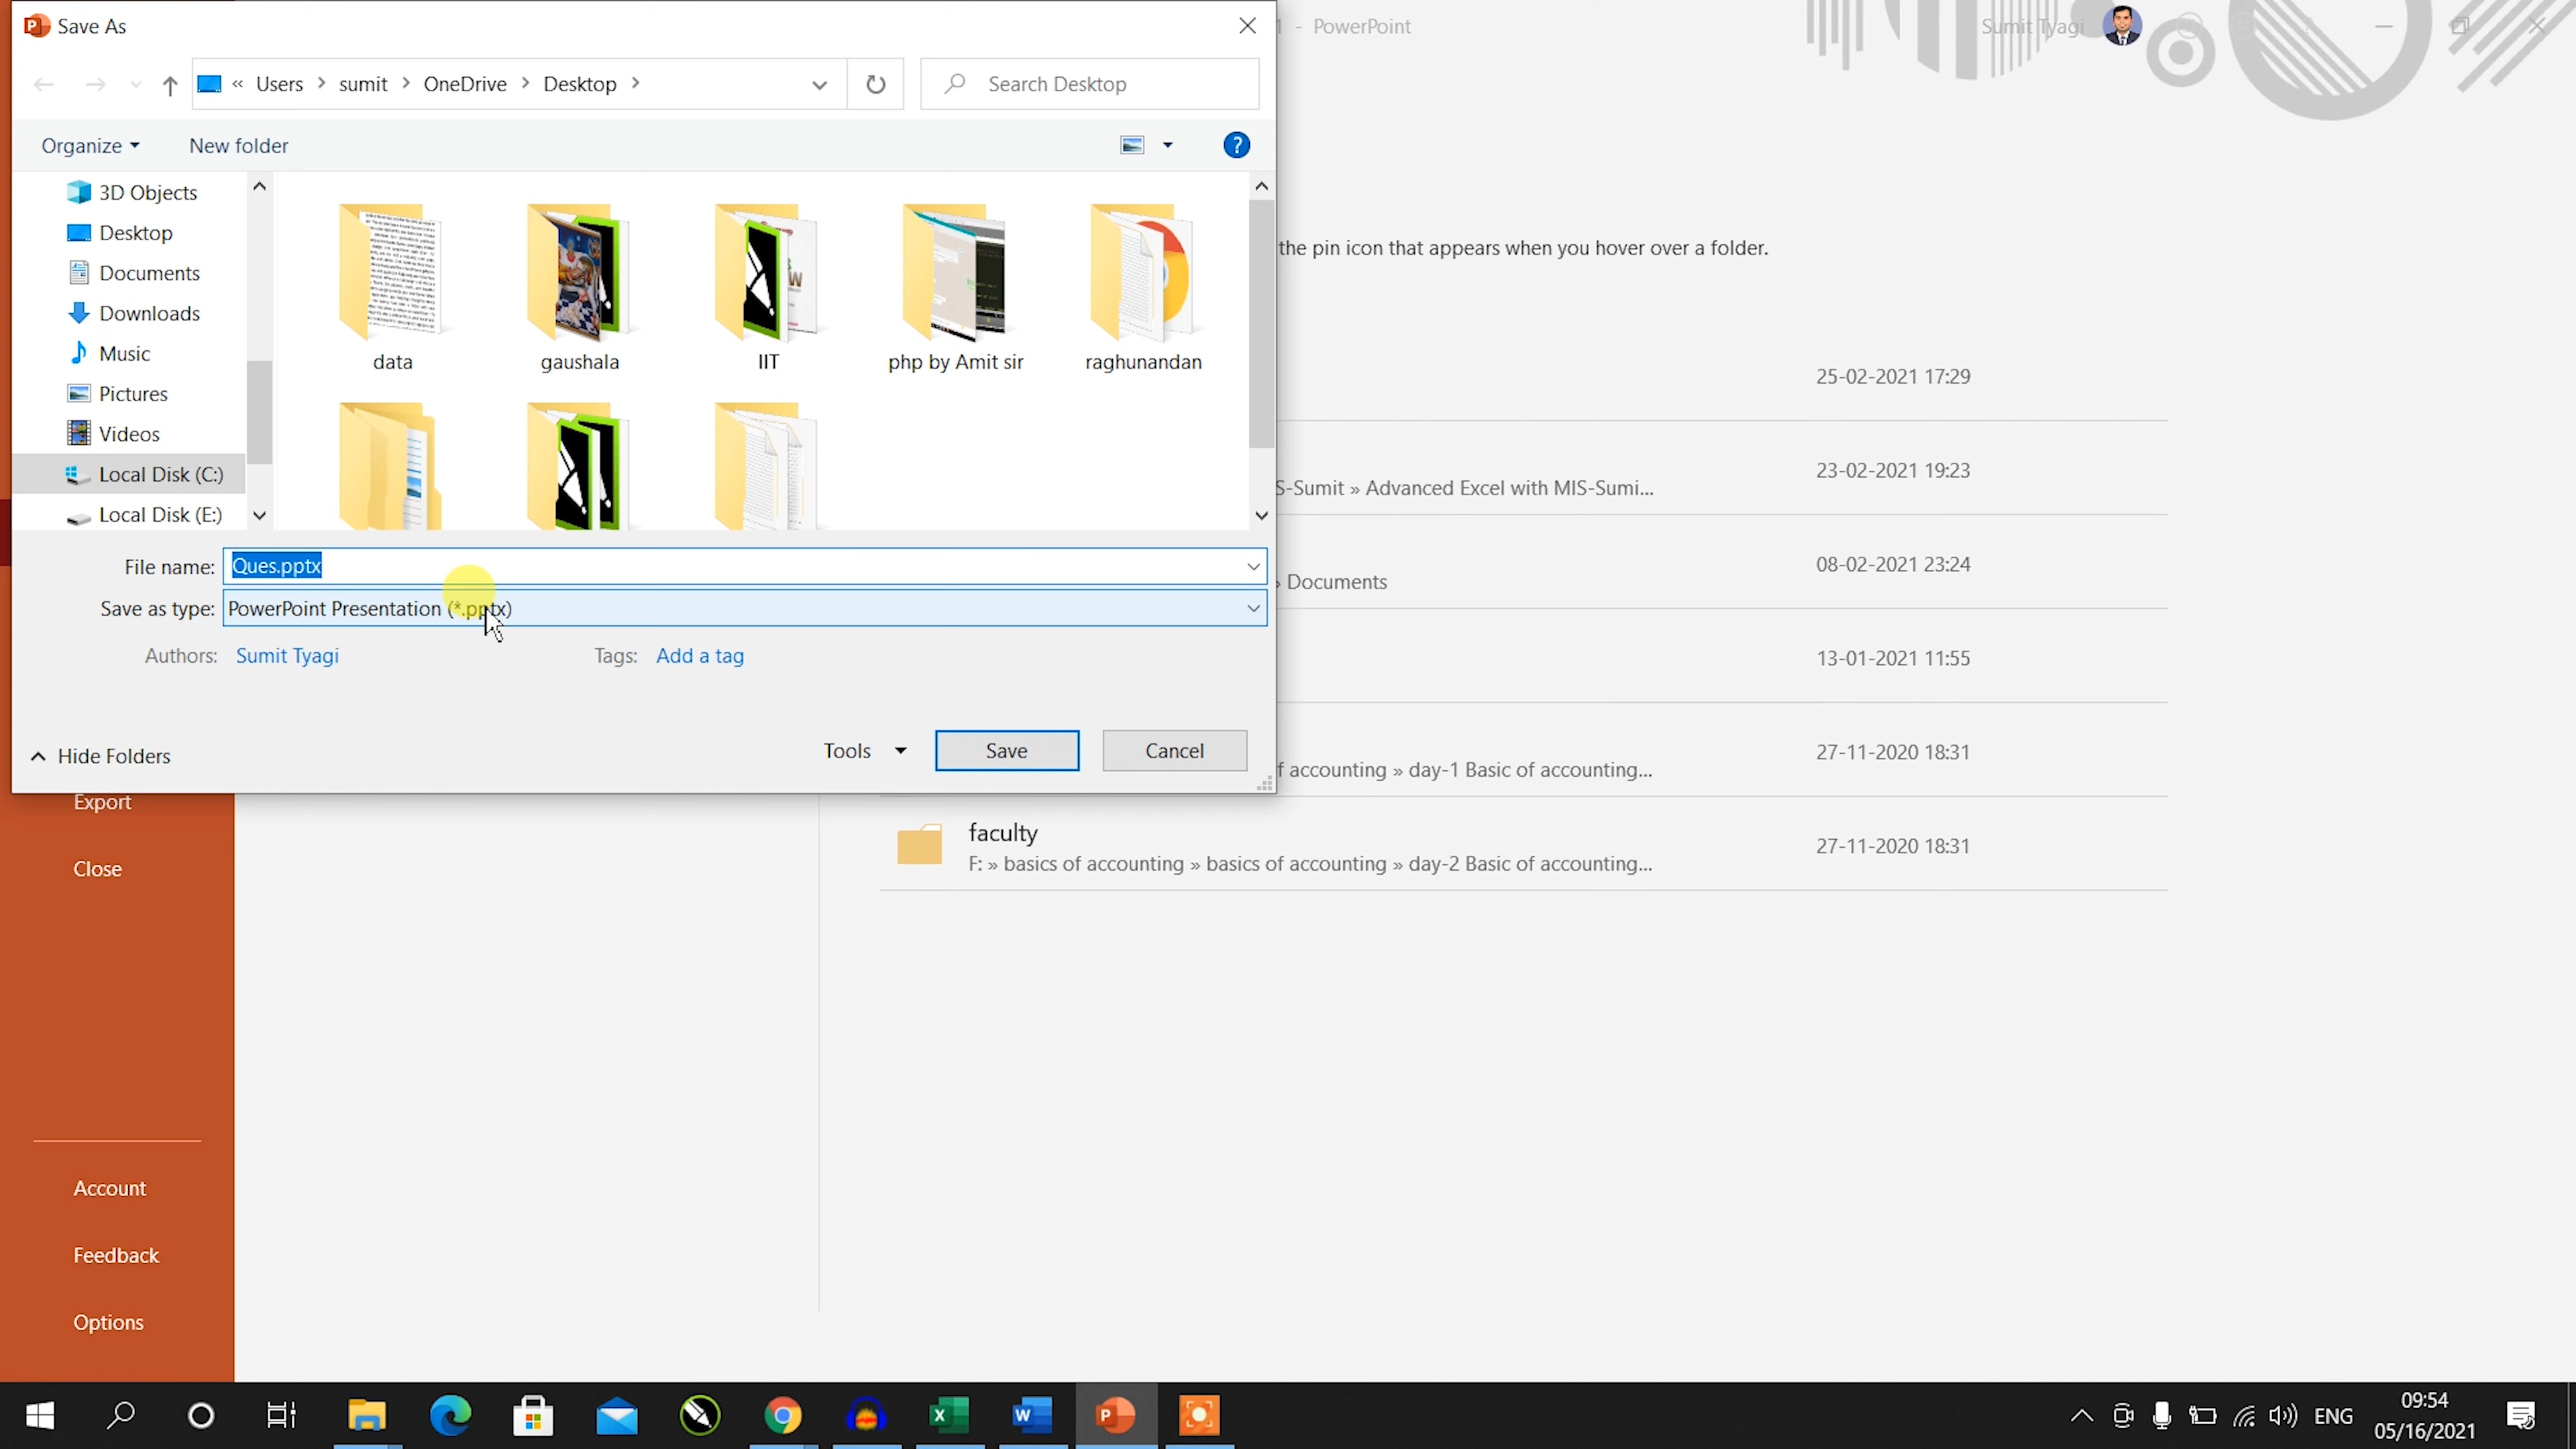 Save As
1 - PowerPoint
Sumit Tyagi
« Users > sumit > OneDrive > Desktop >
Search Desktop
Organize
New folder
3D Objects
Desktop
Documents
Downloads
Music
Pictures
Videos
Local Disk (C:)
Local Disk (E:)
data
gaushala
IIT
php by Amit sir
raghunandan
File name: Ques.pptx
Save as type: PowerPoint Presentation (*.pptx)
Authors: Sumit Tyagi
Tags: Add a tag
Hide Folders
Tools
Save
Cancel
the pin icon that appears when you hover over a folder.
25-02-2021 17:29
23-02-2021 19:23
S-Sumit » Advanced Excel with MIS-Sumi...
08-02-2021 23:24
» Documents
13-01-2021 11:55
27-11-2020 18:31
f accounting » day-1 Basic of accounting...
faculty
27-11-2020 18:31
F: » basics of accounting » basics of accounting » day-2 Basic of accounting...
Export
Close
Account
Feedback
Options
ENG
09:54
05/16/2021